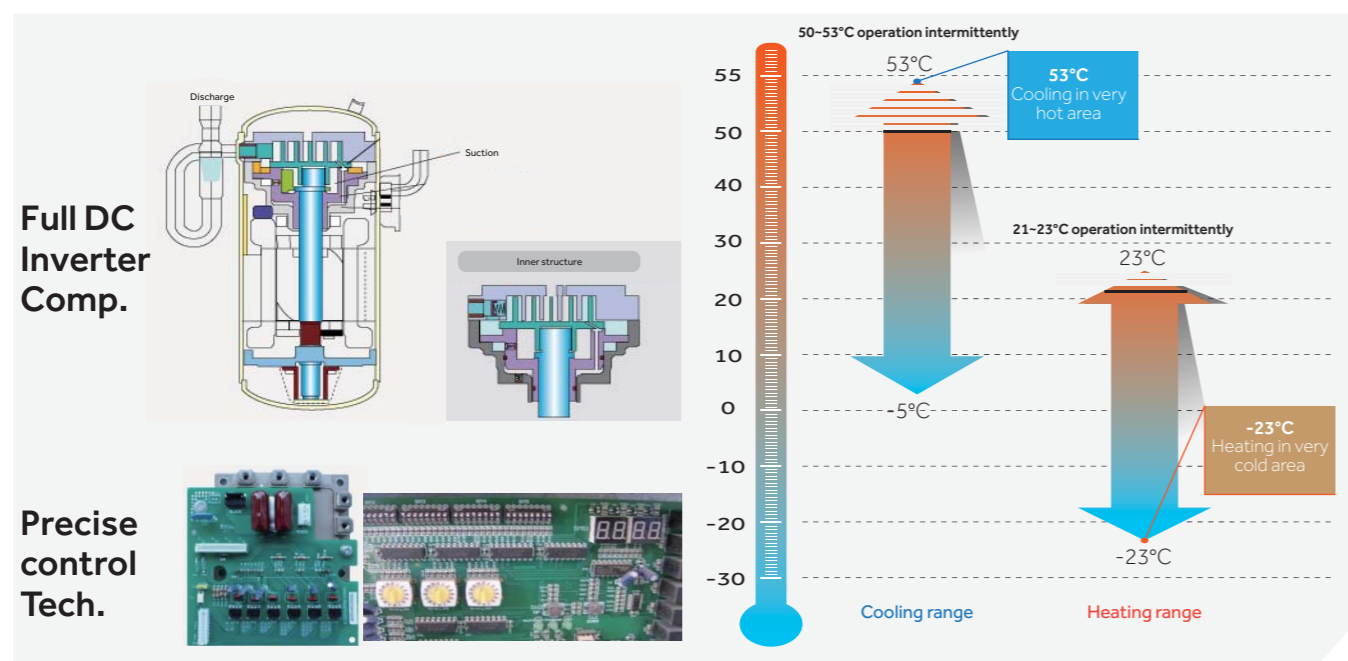 Full DC
Inverter
Comp.
Discharge
Suction
Inner structure
Precise
control
Tech.
50~53°C operation intermittently
53°C
53°C
Cooling in very
hot area
21~23°C operation intermittently
23°C
-5°C
-23°C
Heating in very
cold area
-23°C
55
50
40
30
20
10
0
-10
-20
-30
Cooling range
Heating range